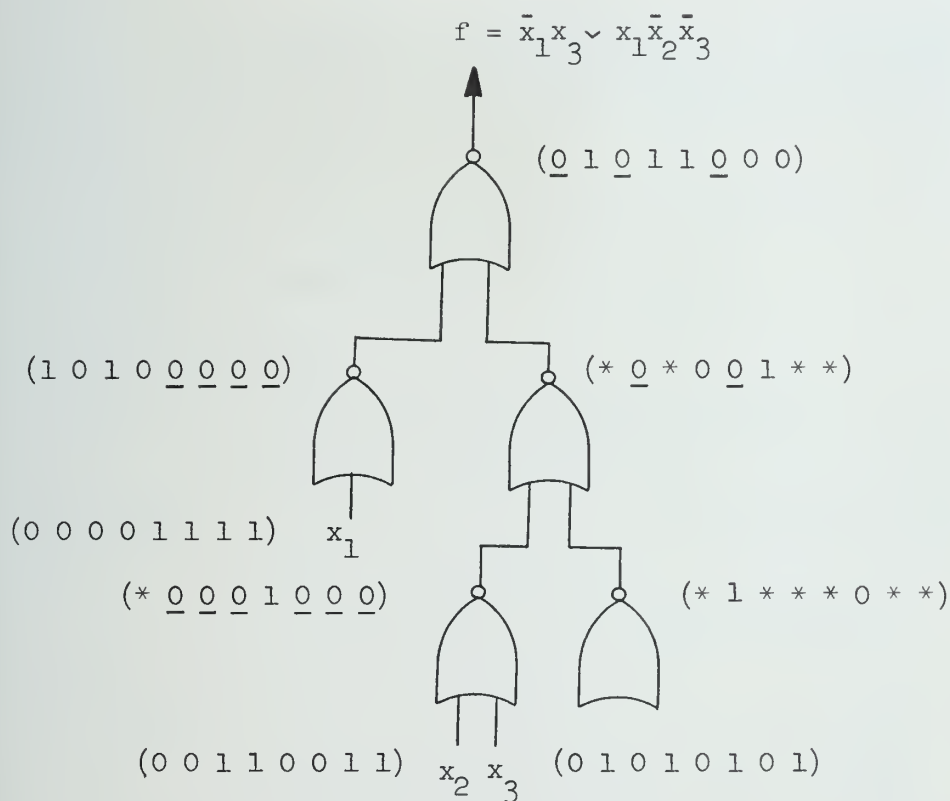 f = x̄₁x₃ ∨ x₁x̄₂x̄₃
(0̲ 1 0̲ 1 1 0̲ 0 0)
(1 0 1 0 0̲ 0̲ 0̲ 0̲)
(* 0̲ * 0 0̲ 1 * *)
(0 0 0 0 1 1 1 1) x₁
(* 0̲ 0̲ 0̲ 1 0̲ 0̲ 0̲)
(* 1 * * * 0 * *)
(0 0 1 1 0 0 1 1) x₂ x₃ (0 1 0 1 0 1 0 1)